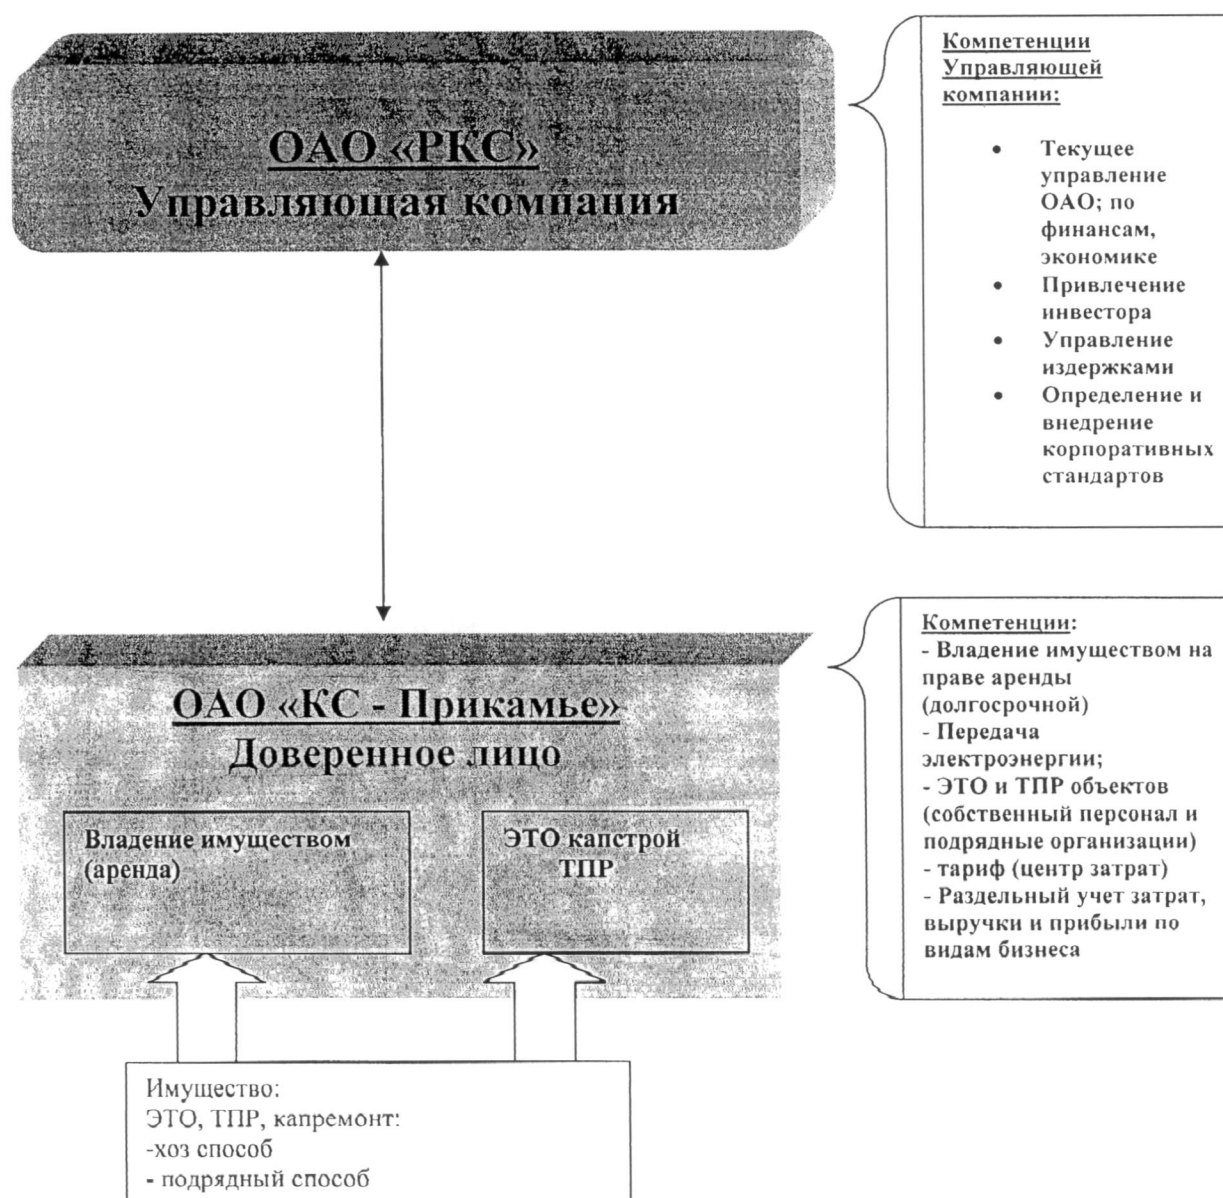 ОАО «РКС»
Управляющая компания
Компетенции
Управляющей
компании:
• Текущее
управление
ОАО; по
финансам,
экономике
• Привлечение
инвестора
• Управление
издержками
• Определение и
внедрение
корпоративных
стандартов
ОАО «КС - Прикамье»
Доверенное лицо
Владение имуществом
(аренда)
ЭТО капстрой
ТПР
Компетенции:
- Владение имуществом на
праве аренды
(долгосрочной)
- Передача
электроэнергии;
- ЭТО и ТПР объектов
(собственный персонал и
подрядные организации)
- тариф (центр затрат)
- Раздельный учет затрат,
выручки и прибыли по
видам бизнеса
Имущество:
ЭТО, ТПР, капремонт:
-хоз способ
- подрядный способ